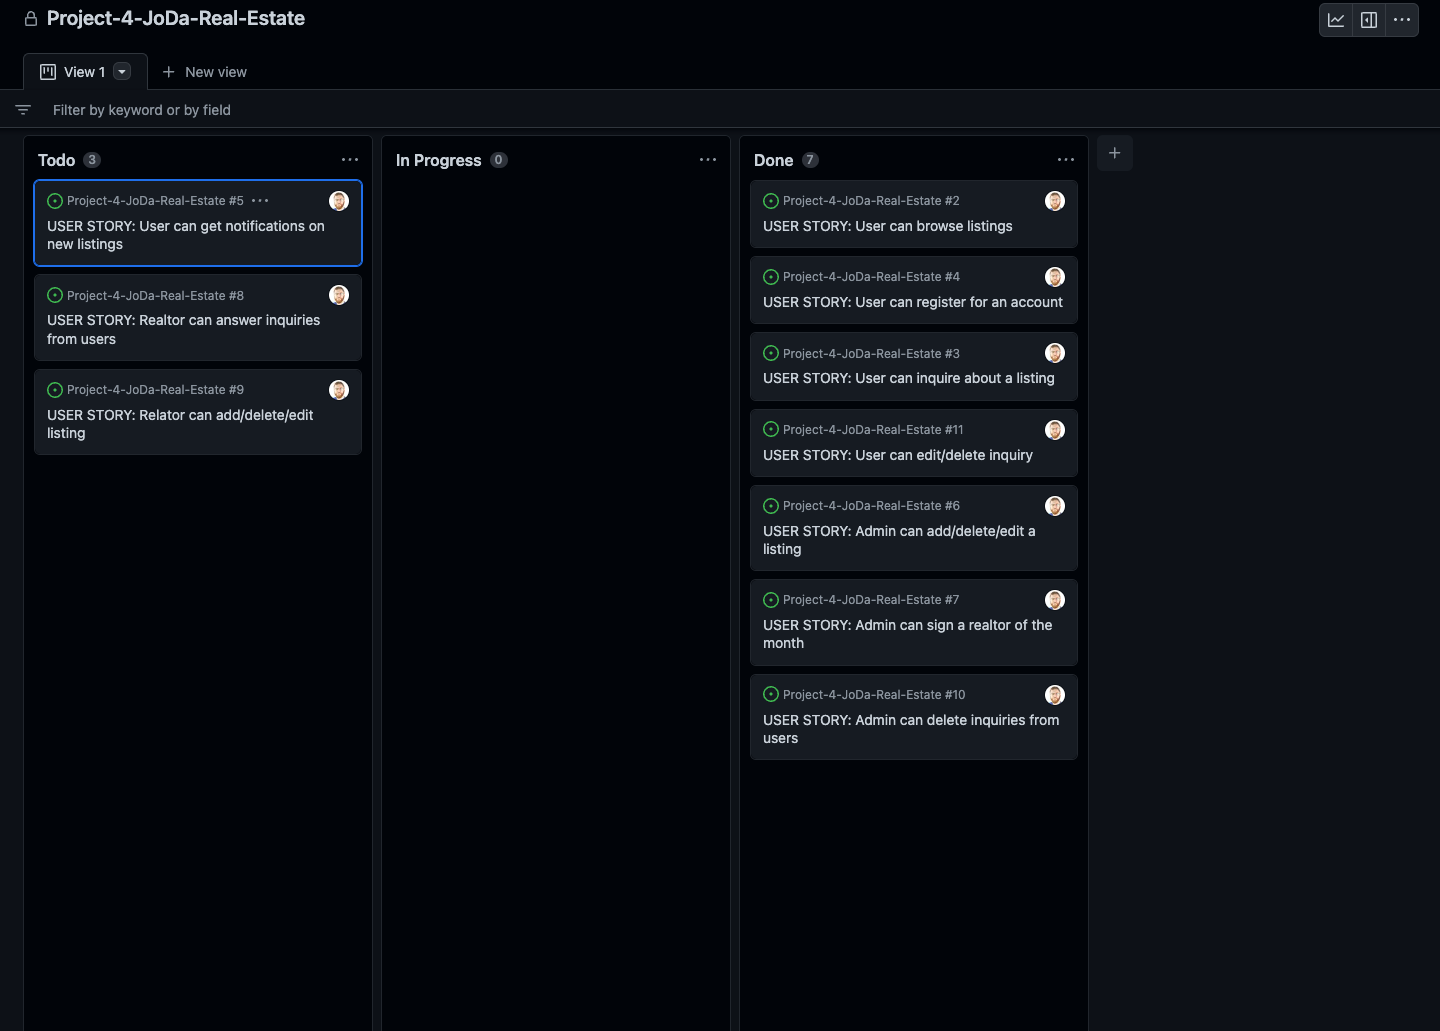 Project-4-JoDa-Real-Estate
View 1
New view
Filter by keyword or by field
Todo 3
Project-4-JoDa-Real-Estate #5
USER STORY: User can get notifications on
new listings
Project-4-JoDa-Real-Estate #8
USER STORY: Realtor can answer inquiries
from users
Project-4-JoDa-Real-Estate #9
USER STORY: Relator can add/delete/edit
listing
In Progress 0
Done 7
Project-4-JoDa-Real-Estate #2
USER STORY: User can browse listings
Project-4-JoDa-Real-Estate #4
USER STORY: User can register for an account
Project-4-JoDa-Real-Estate #3
USER STORY: User can inquire about a listing
Project-4-JoDa-Real-Estate #11
USER STORY: User can edit/delete inquiry
Project-4-JoDa-Real-Estate #6
USER STORY: Admin can add/delete/edit a
listing
Project-4-JoDa-Real-Estate #7
USER STORY: Admin can sign a realtor of the
month
Project-4-JoDa-Real-Estate #10
USER STORY: Admin can delete inquiries from
users